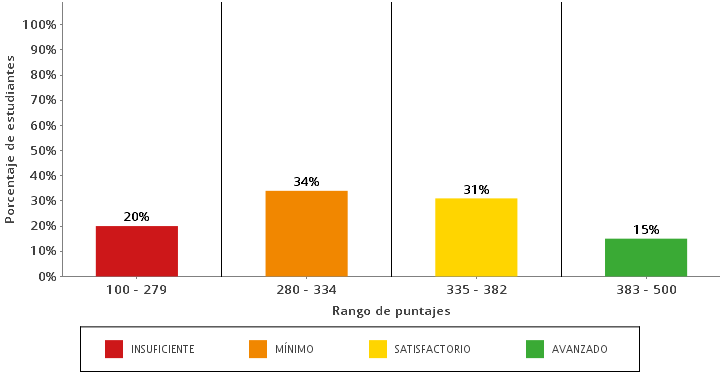 Porcentaje de estudiantes
100%
90%
80%
70%
60%
50%
40%
30%
20%
10%
0%
20%
34%
31%
15%
100 - 279
280 - 334
335 - 382
383 - 500
Rango de puntajes
INSUFICIENTE
MÍNIMO
SATISFACTORIO
AVANZADO